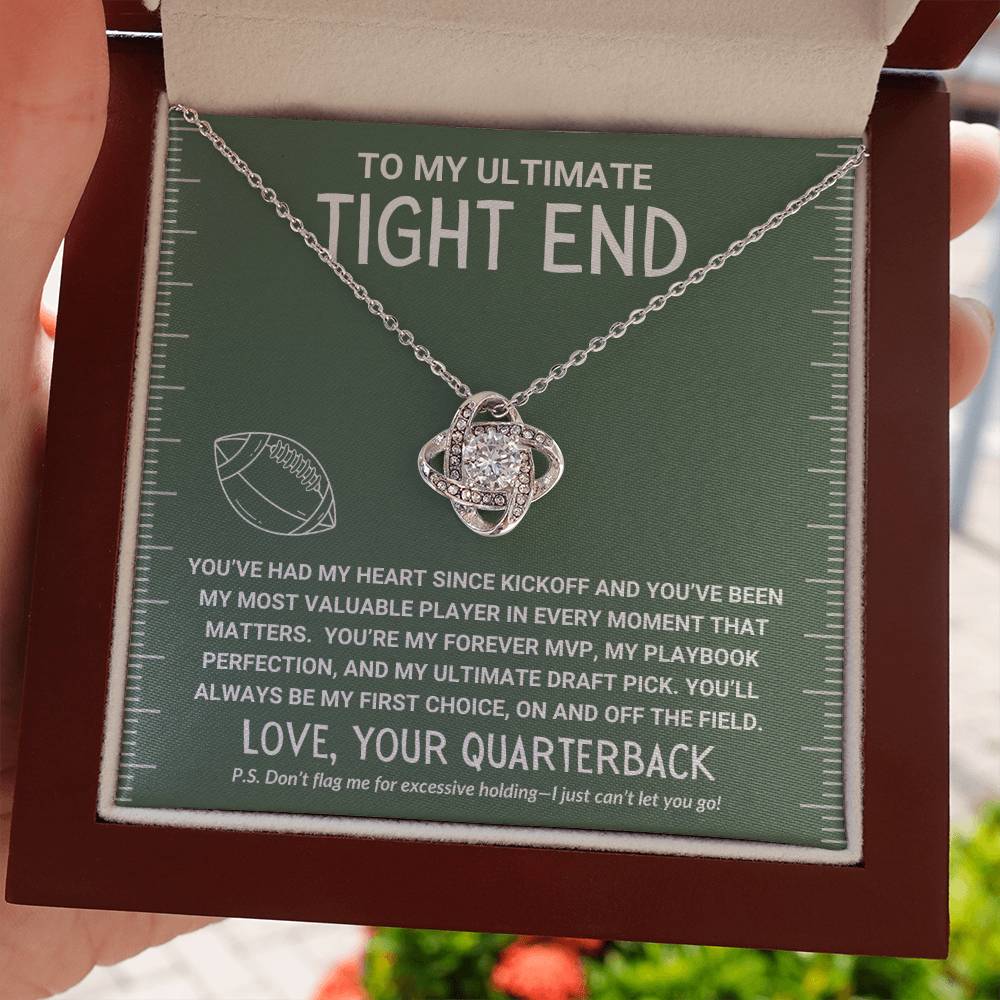 TO MY ULTIMATE
TIGHT END
YOU’VE HAD MY HEART SINCE KICKOFF AND YOU’VE BEEN
MY MOST VALUABLE PLAYER IN EVERY MOMENT THAT
MATTERS.  YOU’RE MY FOREVER MVP, MY PLAYBOOK
PERFECTION, AND MY ULTIMATE DRAFT PICK. YOU’LL
ALWAYS BE MY FIRST CHOICE, ON AND OFF THE FIELD.
LOVE, YOUR QUARTERBACK
P.S. Don’t flag me for excessive holding—I just can’t let you go!